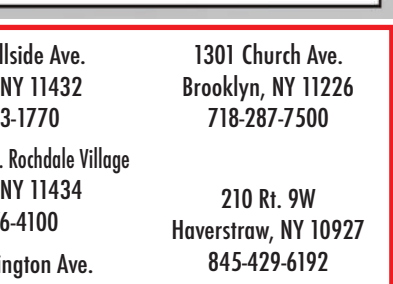 llside Ave.
NY 11432
3-1770
. Rochdale Village
NY 11434
6-4100
ington Ave.
1301 Church Ave.
Brooklyn, NY 11226
718-287-7500
210 Rt. 9W
Haverstraw, NY 10927
845-429-6192